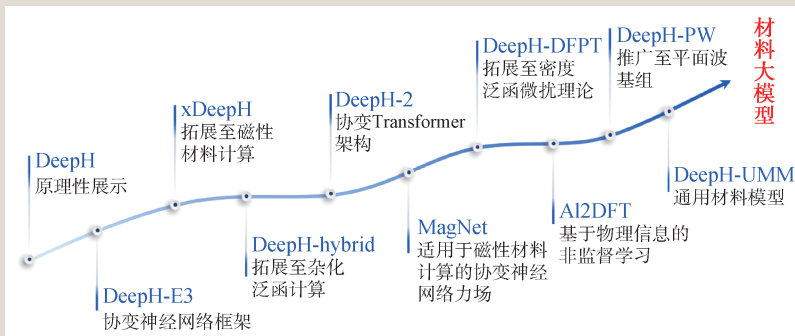 DeepH
原理性展示
DeepH-E3
协变神经网络框架
xDeepH
拓展至磁性
材料计算
DeepH-hybrid
拓展至杂化
泛函计算
DeepH-2
协变Transformer
架构
MagNet
适用于磁性材料
计算的协变神经
网络力场
DeepH-DFPT
拓展至密度
泛函微扰理论
AI2DFT
基于物理信息的
非监督学习
DeepH-PW
推广至平面波
基组
DeepH-UMM
通用材料模型
材料大模型